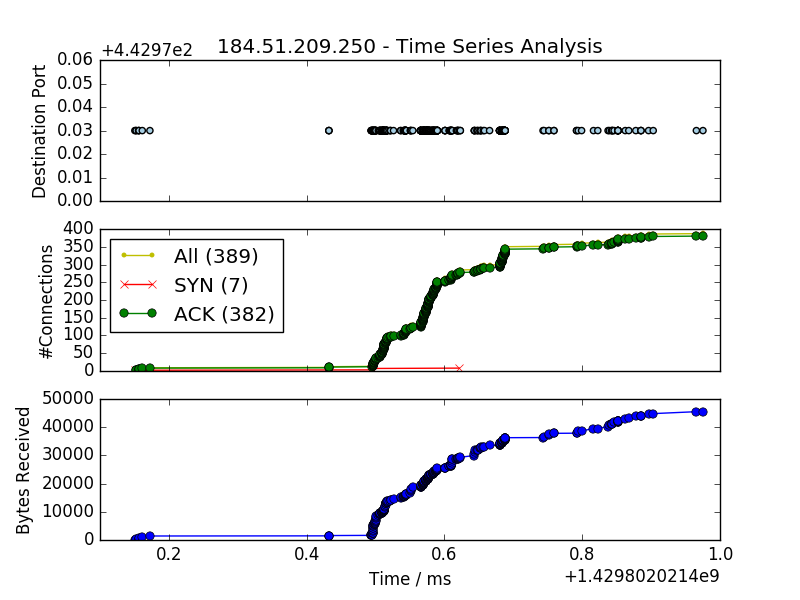 184.51.209.250 - Time Series Analysis
+4.4297e2
0.06
0.05
0.04
0.03
0.02
0.01
0.00
Destination Port
400
350
300
250
200
150
100
50
0
#Connections
All (389)
SYN (7)
ACK (382)
50000
40000
30000
20000
10000
0
Bytes Received
0.2 0.4 0.6 0.8 1.0
Time / ms
+1.4298020214e9